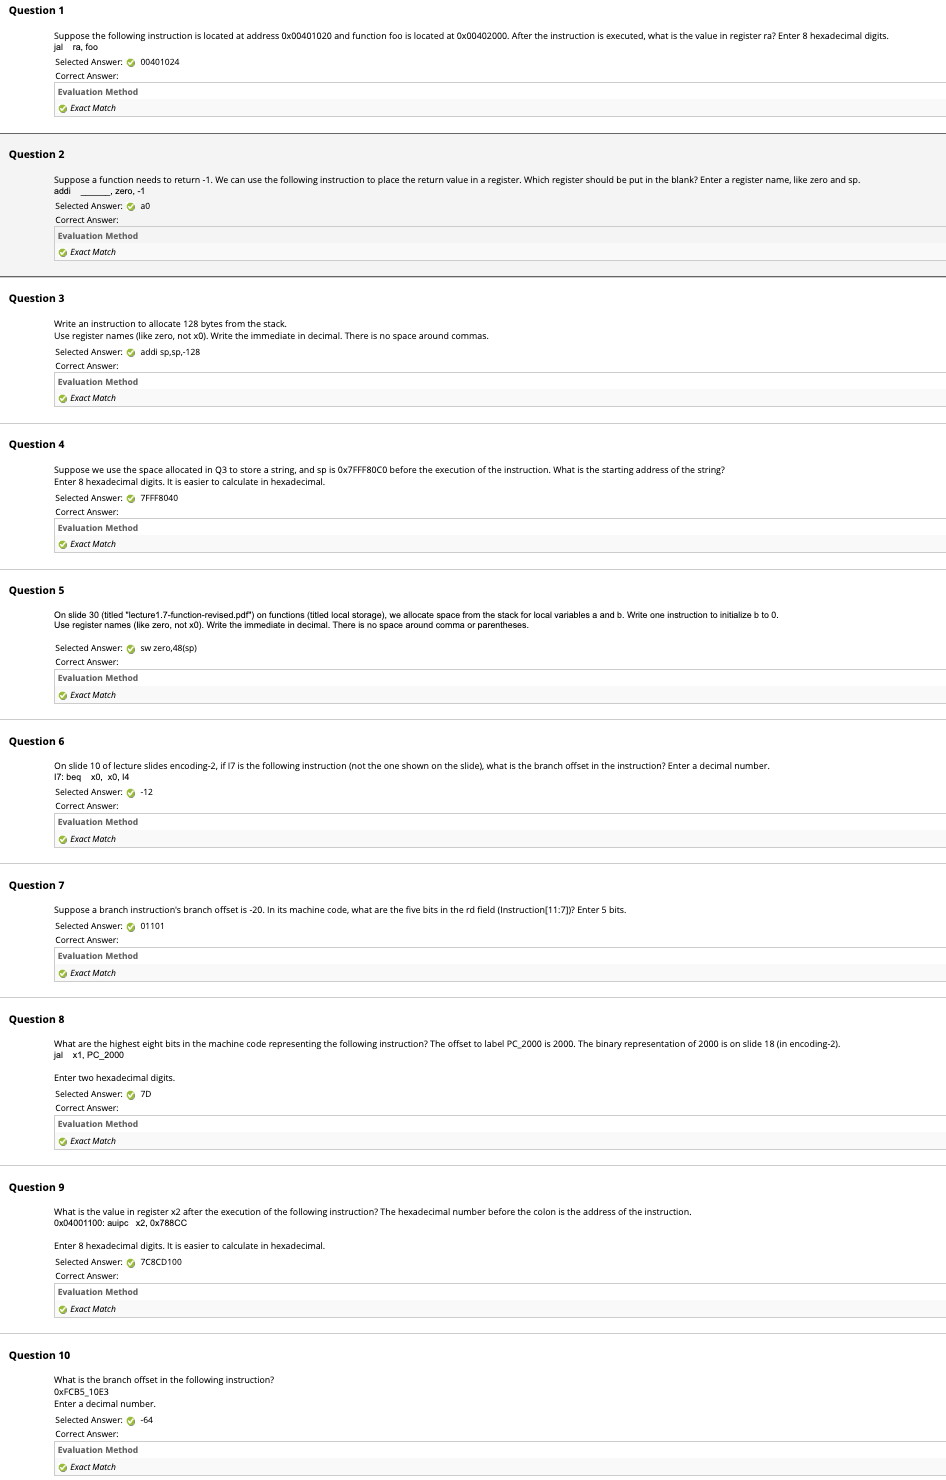 Question 1
Suppose the following instruction is located at address 0x00401020 and function foo is located at 0x00402000. After the instruction is executed, what is the value in register ra? Enter 8 hexadecimal digits.
jal ra, foo
Selected Answer: 00401024
Correct Answer:
Evaluation Method
Exact Match
Question 2
Suppose a function needs to return -1. We can use the following instruction to place the return value in a register. Which register should be put in the blank? Enter a register name, like zero and sp.
addi ______, zero, -1
Selected Answer: a0
Correct Answer:
Evaluation Method
Exact Match
Question 3
Write an instruction to allocate 128 bytes from the stack.
Use register names (like zero, not x0). Write the immediate in decimal. There is no space around commas.
Selected Answer: addi sp,sp,-128
Correct Answer:
Evaluation Method
Exact Match
Question 4
Suppose we use the space allocated in Q3 to store a string, and sp is 0x7FFF80C0 before the execution of the instruction. What is the starting address of the string?
Enter 8 hexadecimal digits. It is easier to calculate in hexadecimal.
Selected Answer: 7FFF8040
Correct Answer:
Evaluation Method
Exact Match
Question 5
On slide 30 (titled "lecture1.7-function-revised.pdf") on functions (titled local storage), we allocate space from the stack for local variables a and b. Write one instruction to initialize b to 0.
Use register names (like zero, not x0). Write the immediate in decimal. There is no space around comma or parentheses.
Selected Answer: sw zero,48(sp)
Correct Answer:
Evaluation Method
Exact Match
Question 6
On slide 10 of lecture slides encoding-2, if I7 is the following instruction (not the one shown on the slide), what is the branch offset in the instruction? Enter a decimal number.
I7: beq x0, x0, I4
Selected Answer: -12
Correct Answer:
Evaluation Method
Exact Match
Question 7
Suppose a branch instruction's branch offset is -20. In its machine code, what are the five bits in the rd field (Instruction[11:7])? Enter 5 bits.
Selected Answer: 01101
Correct Answer:
Evaluation Method
Exact Match
Question 8
What are the highest eight bits in the machine code representing the following instruction? The offset to label PC_2000 is 2000. The binary representation of 2000 is on slide 18 (in encoding-2).
jal x1, PC_2000
Enter two hexadecimal digits.
Selected Answer: 7D
Correct Answer:
Evaluation Method
Exact Match
Question 9
What is the value in register x2 after the execution of the following instruction? The hexadecimal number before the colon is the address of the instruction.
0x04001100: auipc x2, 0x788CC
Enter 8 hexadecimal digits. It is easier to calculate in hexadecimal.
Selected Answer: 7C8CD100
Correct Answer:
Evaluation Method
Exact Match
Question 10
What is the branch offset in the following instruction?
0xFCB5_10E3
Enter a decimal number.
Selected Answer: -64
Correct Answer:
Evaluation Method
Exact Match